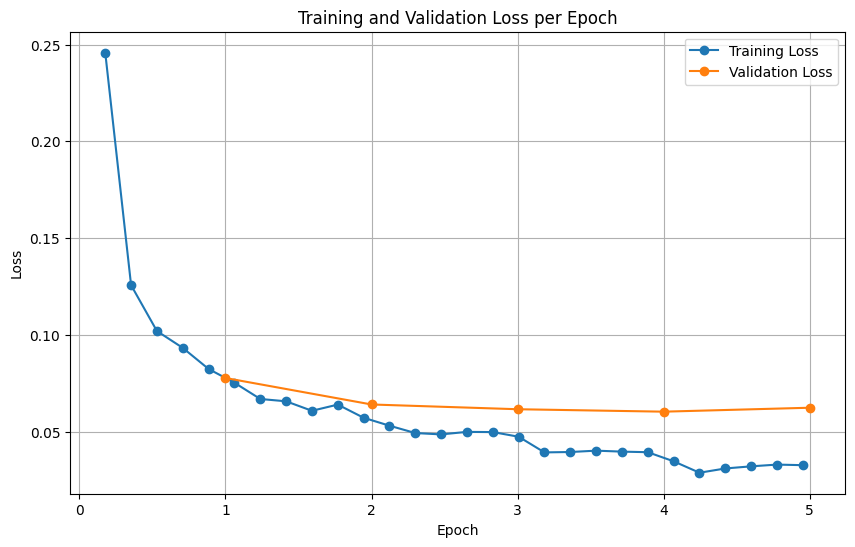 Training and Validation Loss per Epoch
Training Loss
Validation Loss
0.25
0.20
0.15
0.10
0.05
Loss
0
1
2
3
4
5
Epoch